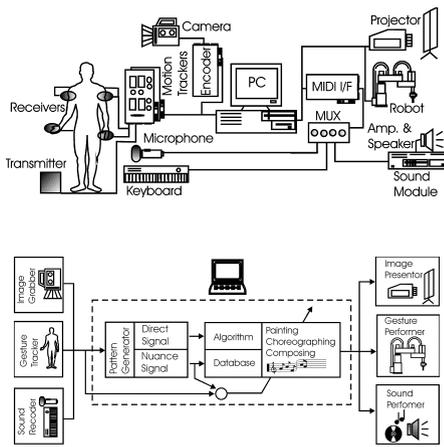 Camera
Projector
Motion
Trackers
Encoder
PC
MIDI I/F
Receivers
Robot
MUX
Microphone
Amp. &
Speaker
Transmitter
Keyboard
Sound
Module
Image
Grabber
Image
Presentor
Gesture
Tracker
Pattern
Generator
Direct
Signal
Nuance
Signal
Algorithm
Database
Painting
Choreographing
Composing
Gesture
Performer
Sound
Recoder
Sound
Perfomer